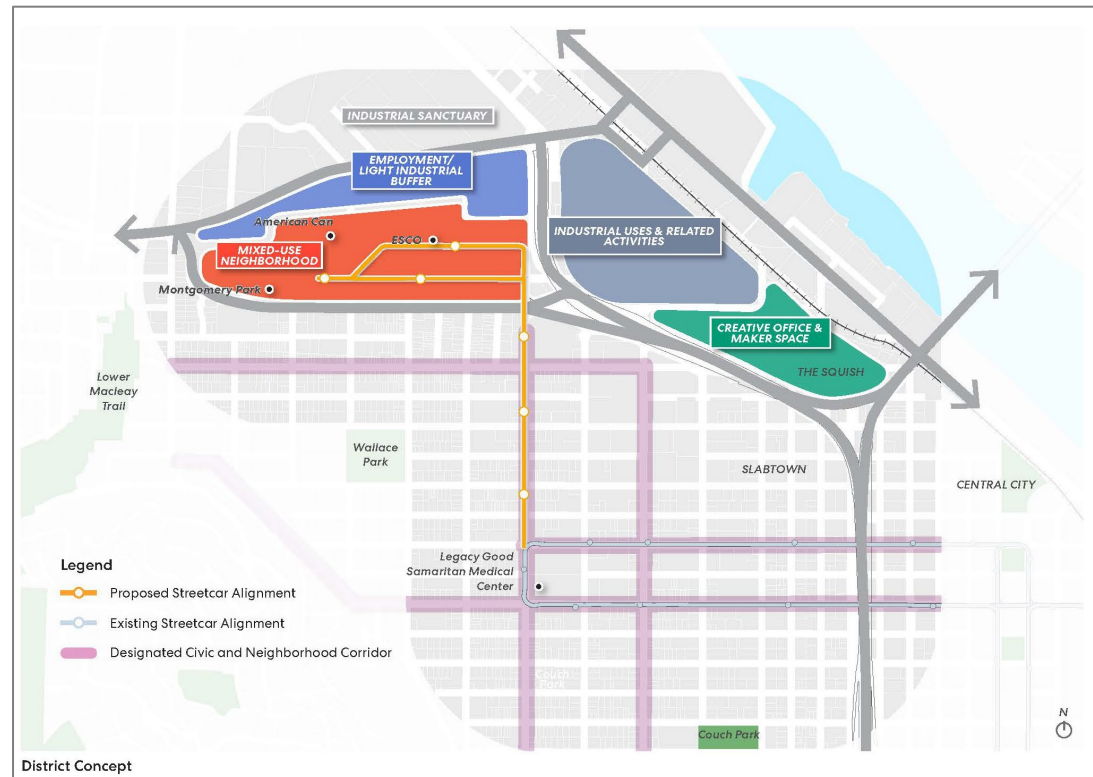 INDUSTRIAL SANCTUARY
EMPLOYMENT/
LIGHT INDUSTRIAL
BUFFER
American Can
ESCO
MIXED-USE
NEIGHBORHOOD
Montgomery Park
INDUSTRIAL USES & RELATED
ACTIVITIES
CREATIVE OFFICE &
MAKER SPACE
THE SQUISH
Lower
Macleay
Trail
Wallace
Park
SLABTOWN
CENTRAL CITY
Legacy Good
Samaritan Medical
Center
Legend
Proposed Streetcar Alignment
Existing Streetcar Alignment
Designated Civic and Neighborhood Corridor
Couch
Park
Couch Park
N
District Concept